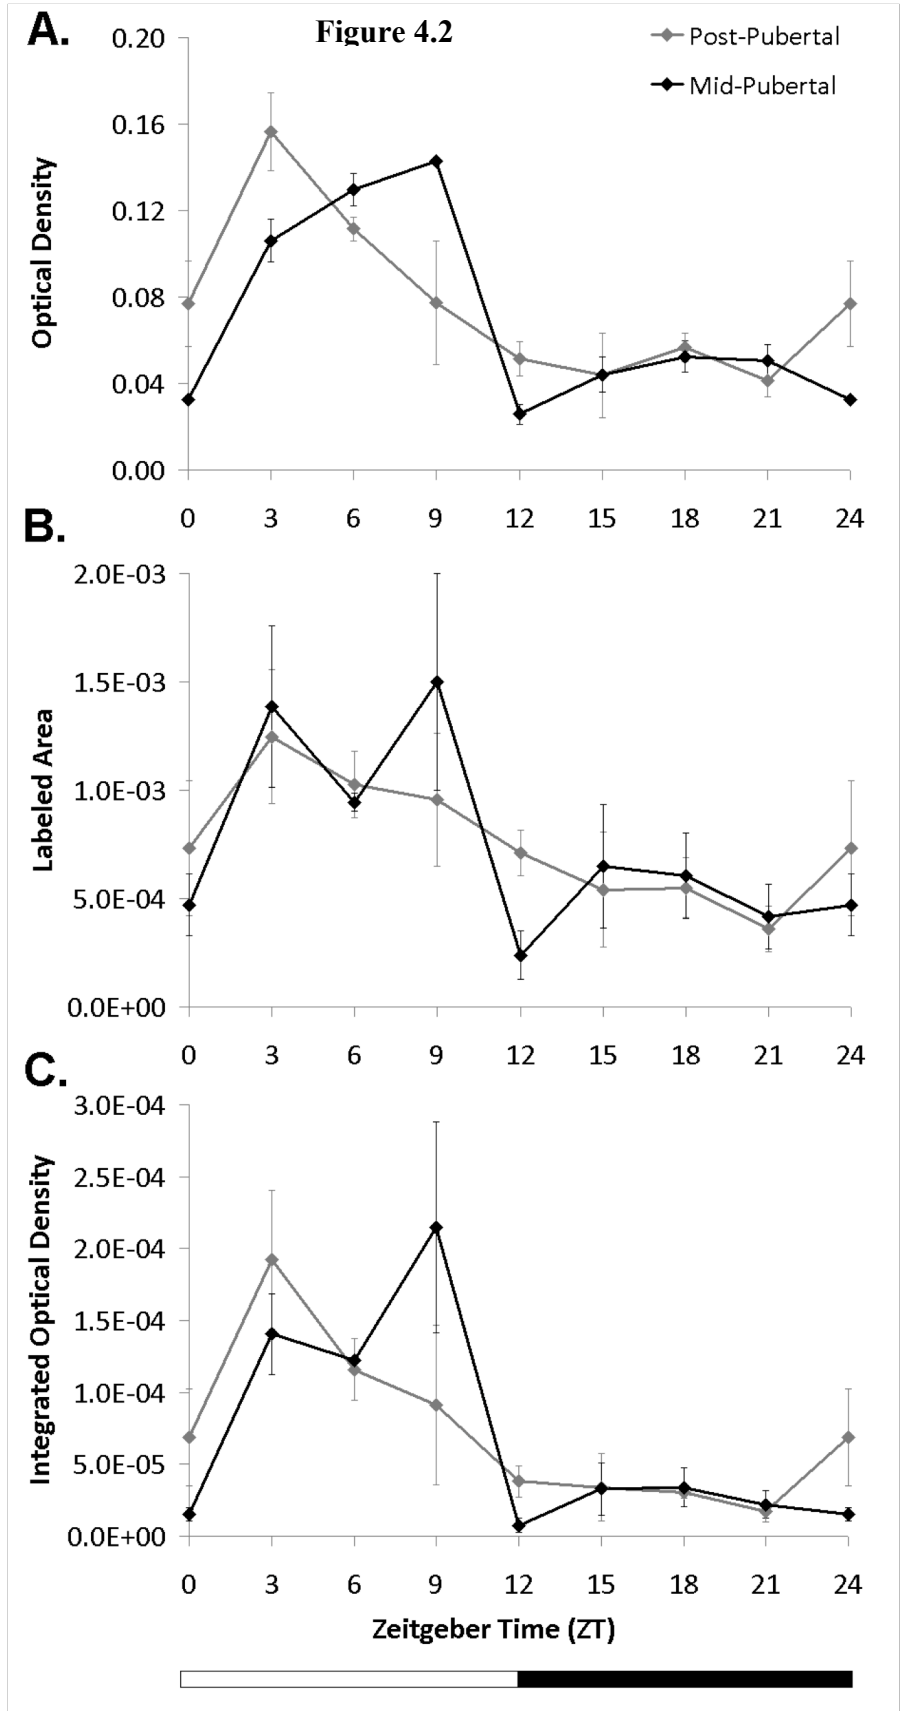 A.
Figure 4.2
Post-Pubertal
Mid-Pubertal
Optical Density
0.20
0.16
0.12
0.08
0.04
0.00
0 3 6 9 12 15 18 21 24
B.
Labeled Area
2.0E-03
1.5E-03
1.0E-03
5.0E-04
0.0E+00
0 3 6 9 12 15 18 21 24
C.
Integrated Optical Density
3.0E-04
2.5E-04
2.0E-04
1.5E-04
1.0E-04
5.0E-05
0.0E+00
0 3 6 9 12 15 18 21 24
Zeitgeber Time (ZT)